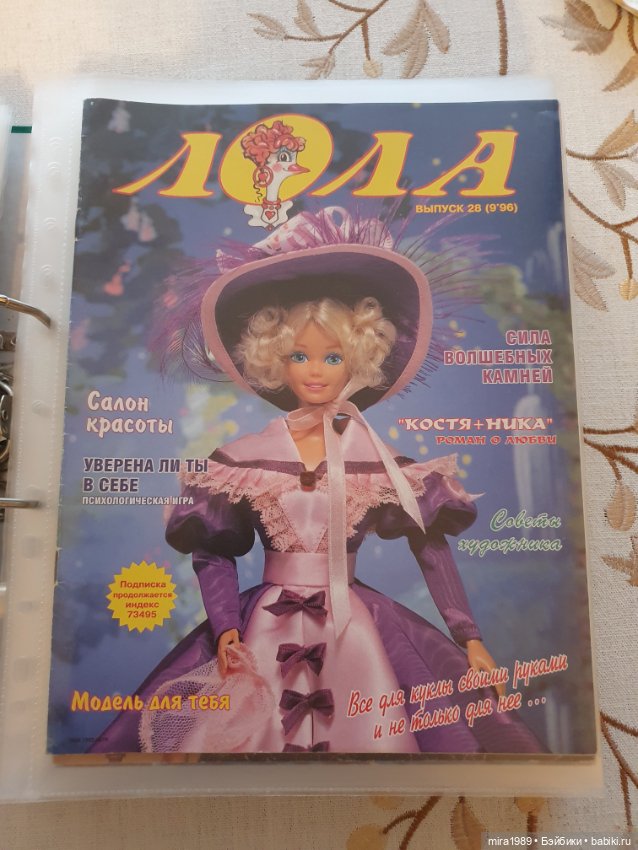 ЛОЛА
ВЫПУСК 28 (9'96)
СИЛА
ВОЛШЕБНЫХ
КАМНЕЙ
Салон
красоты
"КОСТЯ+НИКА"
РОМАН О ЛЮБВИ
УВЕРЕНА ЛИ ТЫ
В СЕБЕ
ПСИХОЛОГИЧЕСКАЯ ИГРА
Советы
художника
Подписка
продолжается
индекс
73495
Модель для тебя
Все для куклы своими руками
и не только для нее ...
mira1989 • Бэйбики • babiki.ru